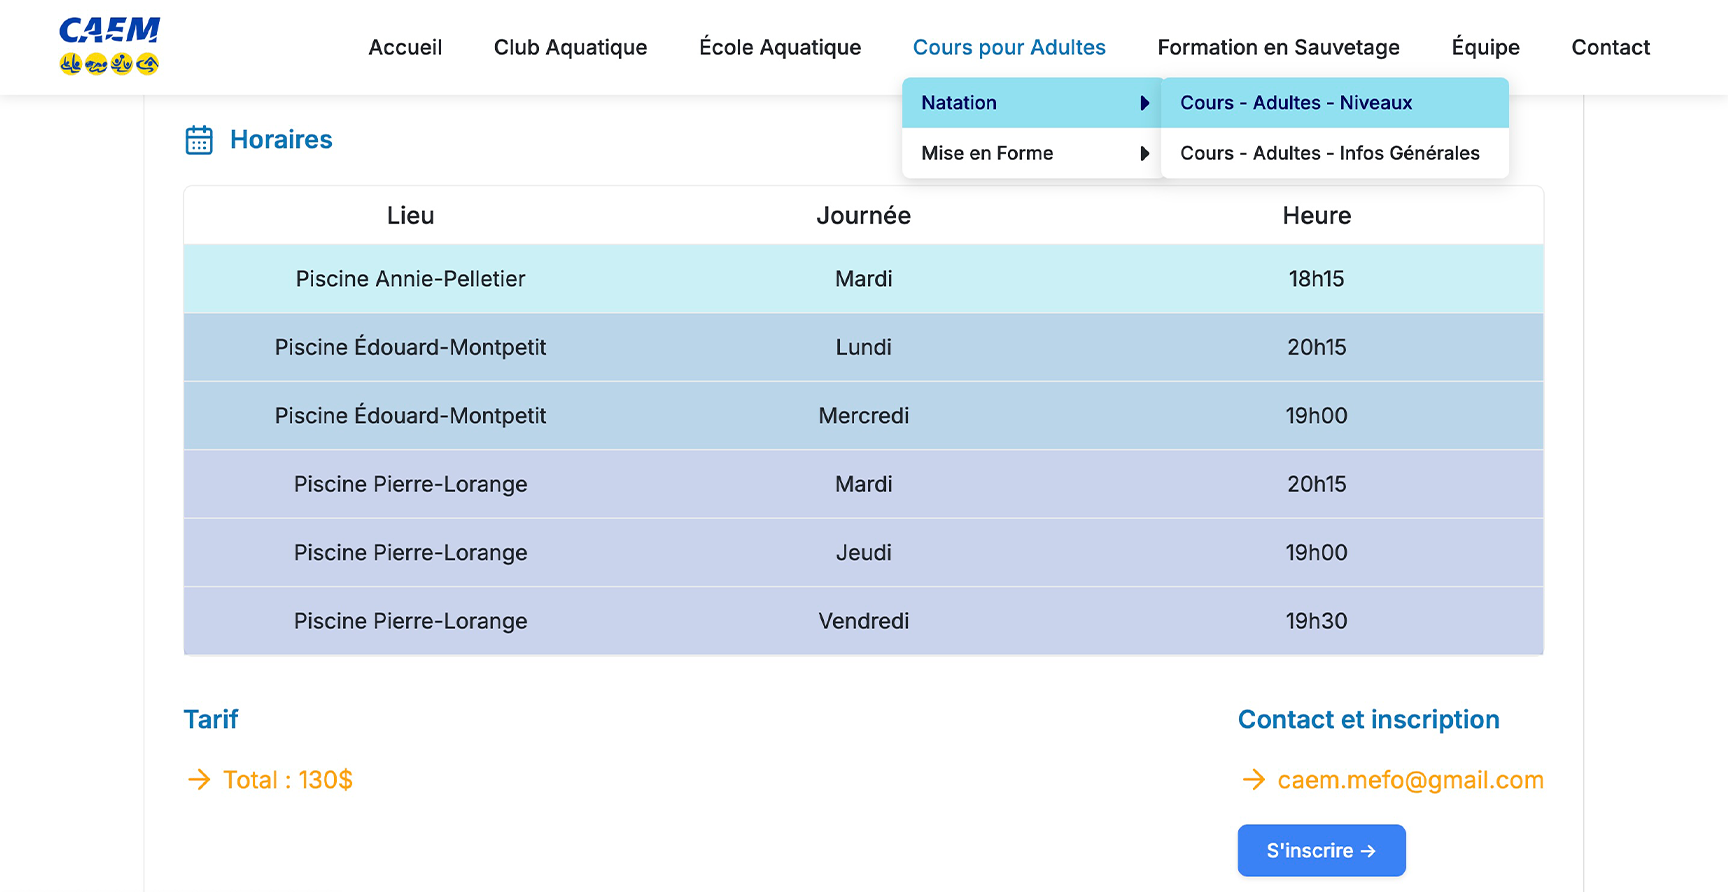 CAEM
Accueil Club Aquatique École Aquatique Cours pour Adultes Formation en Sauvetage Équipe Contact
Natation Cours - Adultes - Niveaux
Mise en Forme Cours - Adultes - Infos Générales
Horaires
Lieu Journée Heure
Piscine Annie-Pelletier Mardi 18h15
Piscine Édouard-Montpetit Lundi 20h15
Piscine Édouard-Montpetit Mercredi 19h00
Piscine Pierre-Lorange Mardi 20h15
Piscine Pierre-Lorange Jeudi 19h00
Piscine Pierre-Lorange Vendredi 19h30
Tarif
→ Total : 130$
Contact et inscription
→ caem.mefo@gmail.com
S'inscrire →